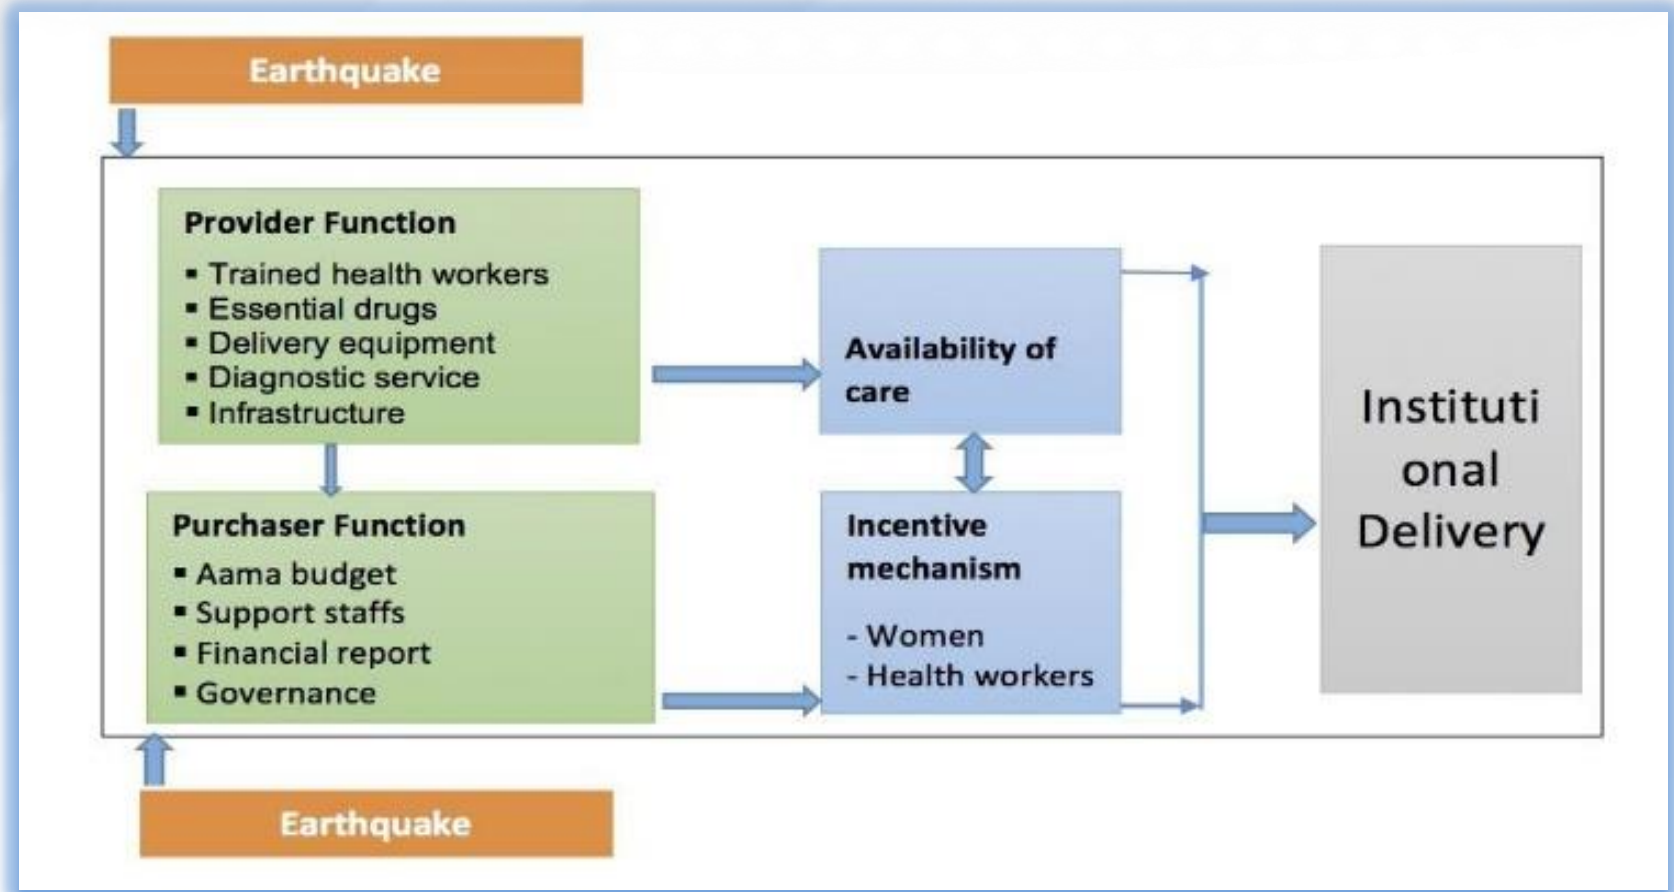 Earthquake
Provider Function
▪ Trained health workers
▪ Essential drugs
▪ Delivery equipment
▪ Diagnostic service
▪ Infrastructure
Availability of
care
Purchaser Function
▪ Aama budget
▪ Support staffs
▪ Financial report
▪ Governance
Incentive
mechanism
- Women
- Health workers
Instituti
onal
Delivery
Earthquake